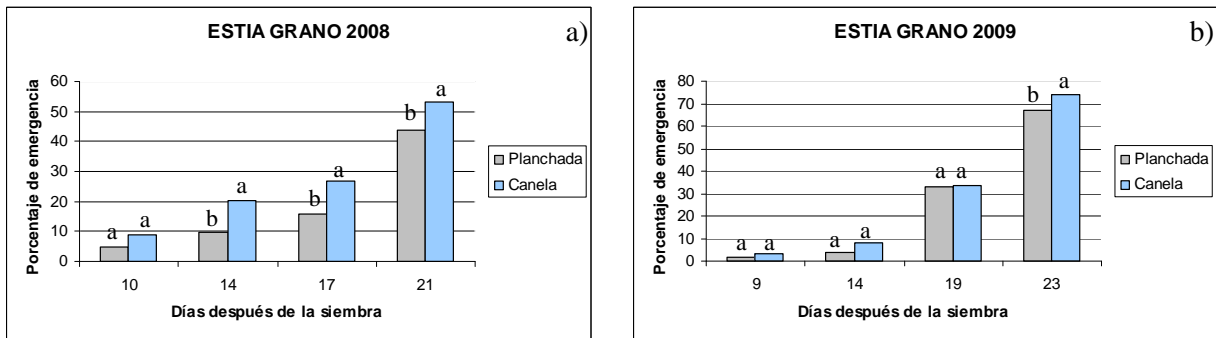 ESTIA GRANO 2008
a)
Porcentaje de emergencia
60
50
40
30
20
10
0
a a b a b a b a
10 14 17 21
Días después de la siembra
Planchada
Canela
ESTIA GRANO 2009
b)
Porcentaje de emergencia
80
70
60
50
40
30
20
10
0
a a a a a a b a
9 14 19 23
Días después de la siembra
Planchada
Canela